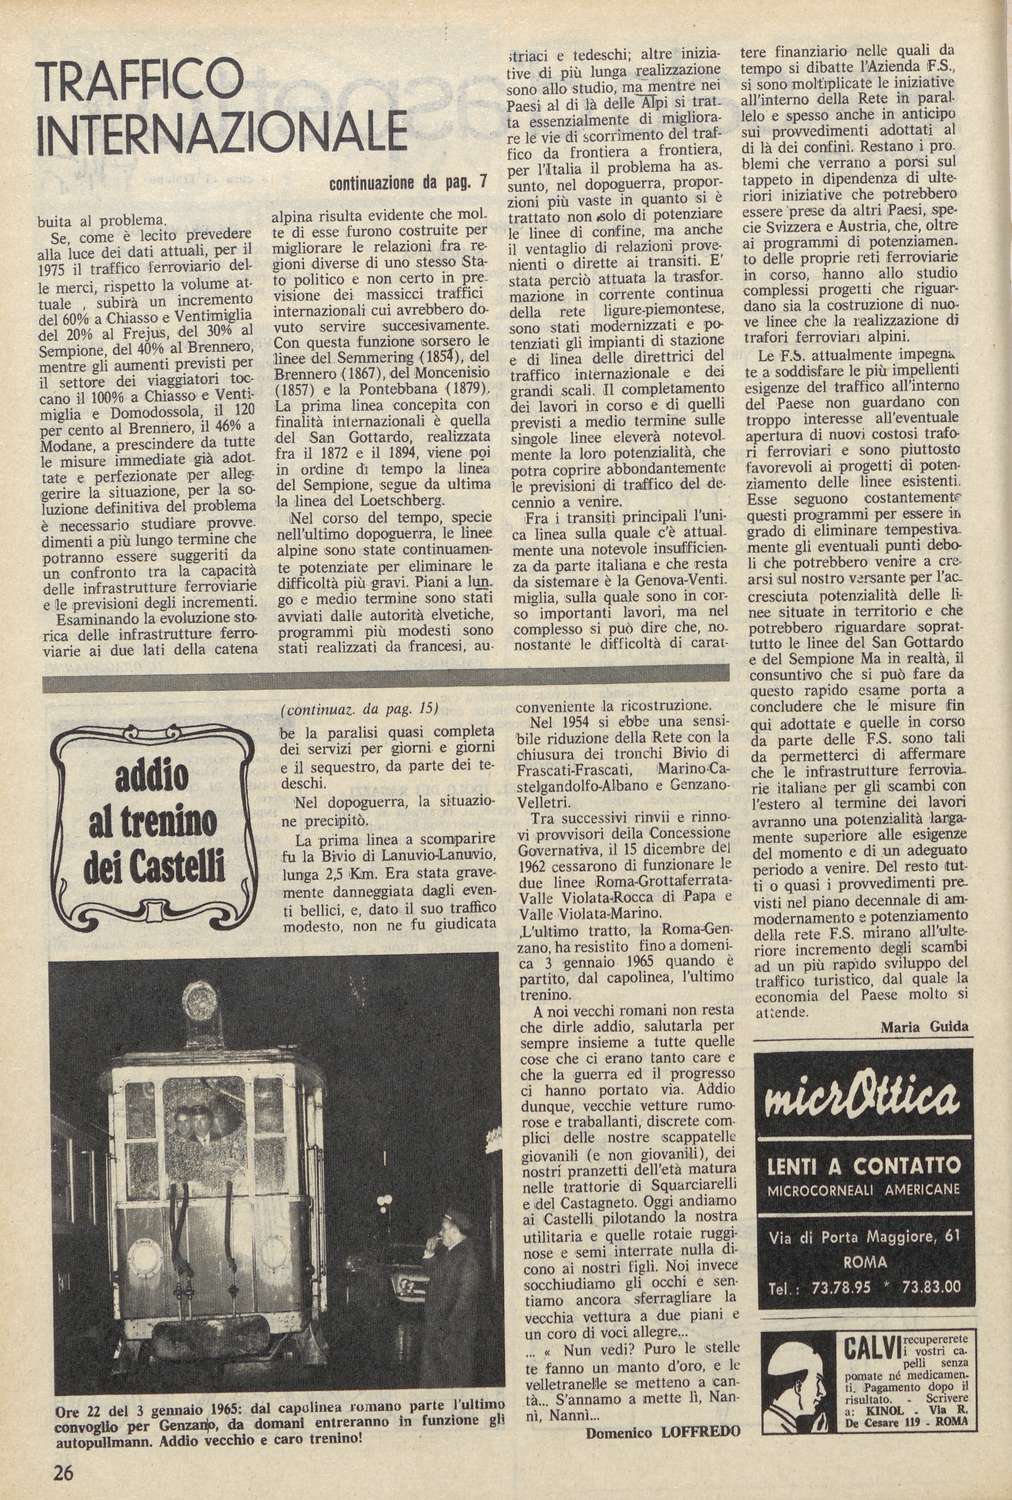 TRAFFICO
INTERNAZIONALE
continuazione da pag. 7
buita al problema.
Se, come è lecito prevedere
alla luce dei dati attuali, per il
1975 il traffico ferroviario del-
le merci, rispetto la volume at-
tuale , subirà un incremento
del 60% a Chiasso e Ventimiglia
del 20% al Frejus, del 30% al
Sempione, del 40% al Brennero,
mentre gli aumenti previsti per
il settore dei viaggiatori toc-
cano il 100% a Chiasso e Venti-
miglia e Domodossola, il 120
per cento al Brennero, il 46% a
Modane, a prescindere da tutte
le misure immediate già adot-
tate e perfezionate per alleg-
gerire la situazione, per la so-
luzione definitiva del problema
è necessario studiare provve-
dimenti a più lungo termine che
potranno essere suggeriti da
un confronto tra la capacità
delle infrastrutture ferroviarie
e le previsioni degli incrementi.
Esaminando la evoluzione sto-
rica delle infrastrutture ferro-
viarie ai due lati della catena
alpina risulta evidente che mol-
te di esse furono costruite per
migliorare le relazioni fra re-
gioni diverse di uno stesso Sta-
to politico e non certo in pre-
visione dei massicci traffici
internazionali cui avrebbero do-
vuto servire succesivamente.
Con questa funzione sorsero le
linee del Semmering (1854), del
Brennero (1867), del Moncenisio
(1857) e la Pontebbana (1879).
La prima linea concepita con
finalità internazionali è quella
del San Gottardo, realizzata
fra il 1872 e il 1894, viene poi
in ordine di tempo la linea
del Sempione, segue da ultima
la linea del Loetschberg.
Nel corso del tempo, specie
nell'ultimo dopoguerra, le linee
alpine sono state continuamen-
te potenziate per eliminare le
difficoltà più gravi. Piani a lun-
go e medio termine sono stati
avviati dalle autorità elvetiche,
programmi più modesti sono
stati realizzati da francesi, au-
striaci e tedeschi; altre inizia-
tive di più lunga realizzazione
sono allo studio, ma mentre nei
Paesi al di là delle Alpi si trat-
ta essenzialmente di migliora-
re le vie di scorrimento del traf-
fico da frontiera a frontiera,
per l'Italia il problema ha as-
sunto, nel dopoguerra, propor-
zioni più vaste in quanto si è
trattato non solo di potenziare
le linee di confine, ma anche
il ventaglio di relazioni prove-
nienti o dirette ai transiti. E'
stata perciò attuata la trasfor-
mazione in corrente continua
della rete ligure-piemontese,
sono stati modernizzati e po-
tenziati gli impianti di stazione
e di linea delle direttrici del
traffico internazionale e dei
grandi scali. Il completamento
dei lavori in corso e di quelli
previsti a medio termine sulle
singole linee eleverà notevol-
mente la loro potenzialità, che
potra coprire abbondantemente
le previsioni di traffico del de-
cennio a venire.
Fra i transiti principali l'uni-
ca linea sulla quale c'è attual-
mente una notevole insufficien-
za da parte italiana e che resta
da sistemare è la Genova-Venti-
miglia, sulla quale sono in cor-
so importanti lavori, ma nel
complesso si può dire che, no-
nostante le difficoltà di carat-
tere finanziario nelle quali da
tempo si dibatte l'Azienda F.S.,
si sono moltiplicate le iniziative
all'interno della Rete in paral-
lelo e spesso anche in anticipo
sui provvedimenti adottati al
di là dei confini. Restano i pro-
blemi che verrano a porsi sul
tappeto in dipendenza di ulte-
riori iniziative che potrebbero
essere prese da altri Paesi, spe-
cie Svizzera e Austria, che, oltre
ai programmi di potenziamen-
to delle proprie reti ferroviarie
in corso, hanno allo studio
complessi progetti che riguar-
dano sia la costruzione di nuo-
ve linee che la realizzazione di
trafori ferroviari alpini.
Le F.S. attualmente impegna
te a soddisfare le più impellenti
esigenze del traffico all'interno
del Paese non guardano con
troppo interesse all'eventuale
apertura di nuovi costosi trafo-
ri ferroviari e sono piuttosto
favorevoli ai progetti di poten-
ziamento delle linee esistenti.
Esse seguono costantemente
questi programmi per essere in
grado di eliminare tempestiva-
mente gli eventuali punti debo-
li che potrebbero venire a cre-
arsi sul nostro versante per l'ac-
cresciuta potenzialità delle li-
nee situate in territorio e che
potrebbero riguardare soprat-
tutto le linee del San Gottardo
e del Sempione Ma in realtà, il
consuntivo che si può fare da
questo rapido esame porta a
concludere che le misure fin
qui adottate e quelle in corso
da parte delle F.S. sono tali
da permetterci di affermare
che le infrastrutture ferrovia-
rie italiane per gli scambi con
l'estero al termine dei lavori
avranno una potenzialità larga-
mente superiore alle esigenze
del momento e di un adeguato
periodo a venire. Del resto tut-
ti o quasi i provvedimenti pre-
visti nel piano decennale di am-
modernamento e potenziamento
della rete F.S. mirano all'ulte-
riore incremento degli scambi
ad un più rapido sviluppo del
traffico turistico, dal quale la
economia del Paese molto si
attende.
Maria Guida
addio
al trenino
dei Castelli
(continuaz. da pag. 15)
be la paralisi quasi completa
dei servizi per giorni e giorni
e il sequestro, da parte dei te-
deschi.
Nel dopoguerra, la situazio-
ne precipitò.
La prima linea a scomparire
fu la Bivio di Lanuvio-Lanuvio,
lunga 2,5 Km. Era stata grave-
mente danneggiata dagli even-
ti bellici, e, dato il suo traffico
modesto, non ne fu giudicata
conveniente la ricostruzione.
Nel 1954 si ebbe una sensi-
bile riduzione della Rete con la
chiusura dei tronchi Bivio di
Frascati-Frascati, Marino-Ca-
stelgandolfo-Albano e Genzano-
Velletri.
Tra successivi rinvii e rinno-
vi provvisori della Concessione
Governativa, il 15 dicembre del
1962 cessarono di funzionare le
due linee Roma-Grottaferrata-
Valle Violata-Rocca di Papa e
Valle Violata-Marino.
L'ultimo tratto, la Roma-Gen-
zano, ha resistito fino a domeni-
ca 3 gennaio 1965 quando è
partito, dal capolinea, l'ultimo
trenino.
A noi vecchi romani non resta
che dirle addio, salutarla per
sempre insieme a tutte quelle
cose che ci erano tanto care e
che la guerra ed il progresso
ci hanno portato via. Addio
dunque, vecchie vetture rumo-
rose e traballanti, discrete com-
plici delle nostre scappatelle
giovanili (e non giovanili), dei
nostri pranzetti dell'età matura
nelle trattorie di Squarciarelli
e del Castagneto. Oggi andiamo
ai Castelli pilotando la nostra
utilitaria e quelle rotaie ruggi-
nose e semi interrate nulla di-
cono ai nostri figli. Noi invece
socchiudiamo gli occhi e sen-
tiamo ancora sferragliare la
vecchia vettura a due piani e
un coro di voci allegre...
... « Nun vedi? Puro le stelle
te fanno un manto d'oro, e le
velletranelle se metteno a can-
tà... S'annamo a mette lì, Nan-
nì, Nannì...
Domenico LOFFREDO
Ore 22 del 3 gennaio 1965: dal capolinea romano parte l'ultimo
convoglio per Genzano, da domani entreranno in funzione gli
autopullmann. Addio vecchio e caro trenino!
micrOttica
LENTI A CONTATTO
MICROCORNEALI AMERICANE
Via di Porta Maggiore, 61
ROMA
Tel.: 73.78.95 * 73.83.00
CALVI recupererete
i vostri ca-
pelli senza
pomate né medicamen-
ti. Pagamento dopo il
risultato. - Scrivere
a: KINOL - Via R.
De Cesare 119 - ROMA
26